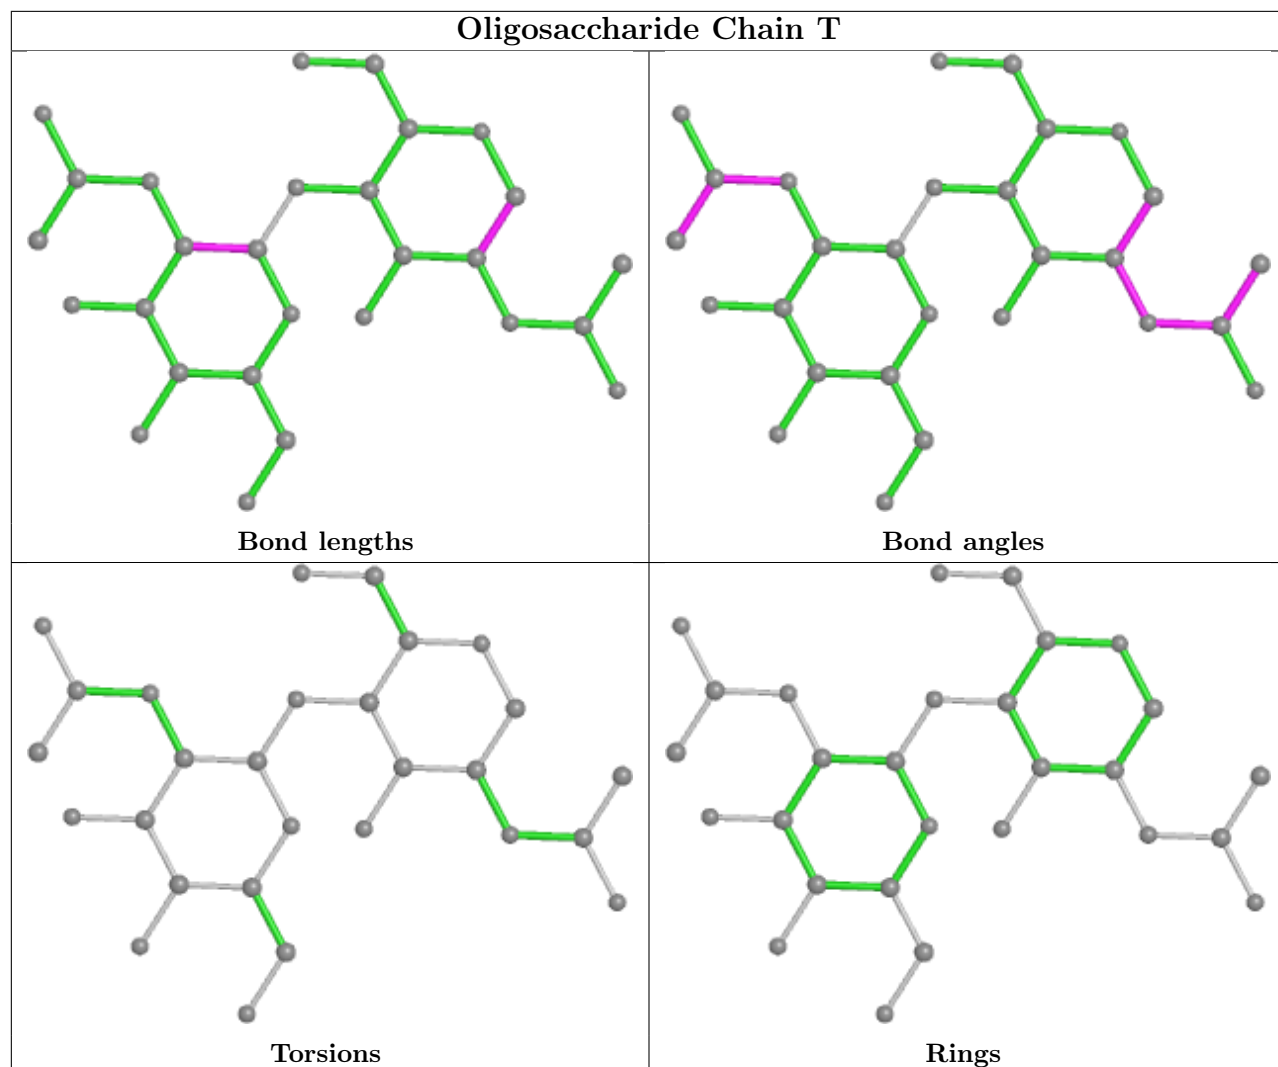 Oligosaccharide Chain T
Bond lengths
Bond angles
Torsions
Rings